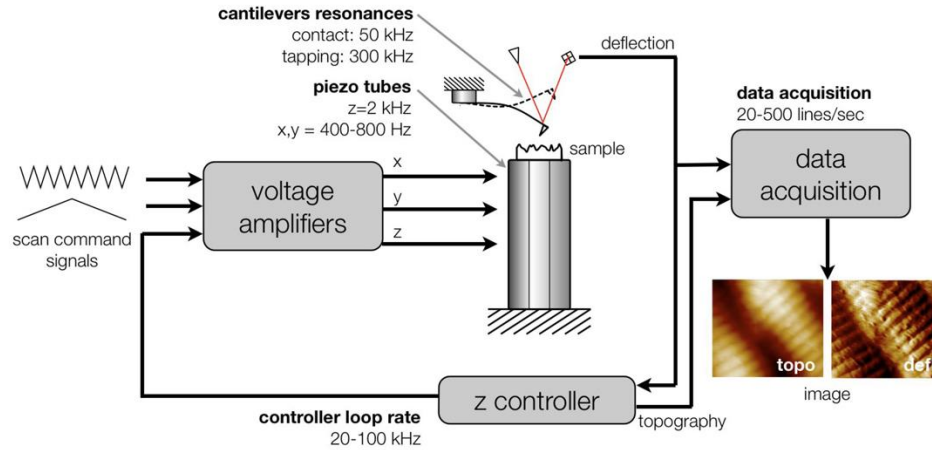 cantilevers resonances
contact: 50 kHz
tapping: 300 kHz
deflection
piezo tubes
z=2 kHz
x,y = 400-800 Hz
data acquisition
20-500 lines/sec
sample
data
acquisition
voltage
amplifiers
x
y
z
scan command
signals
topo
def
image
z controller
topography
controller loop rate
20-100 kHz